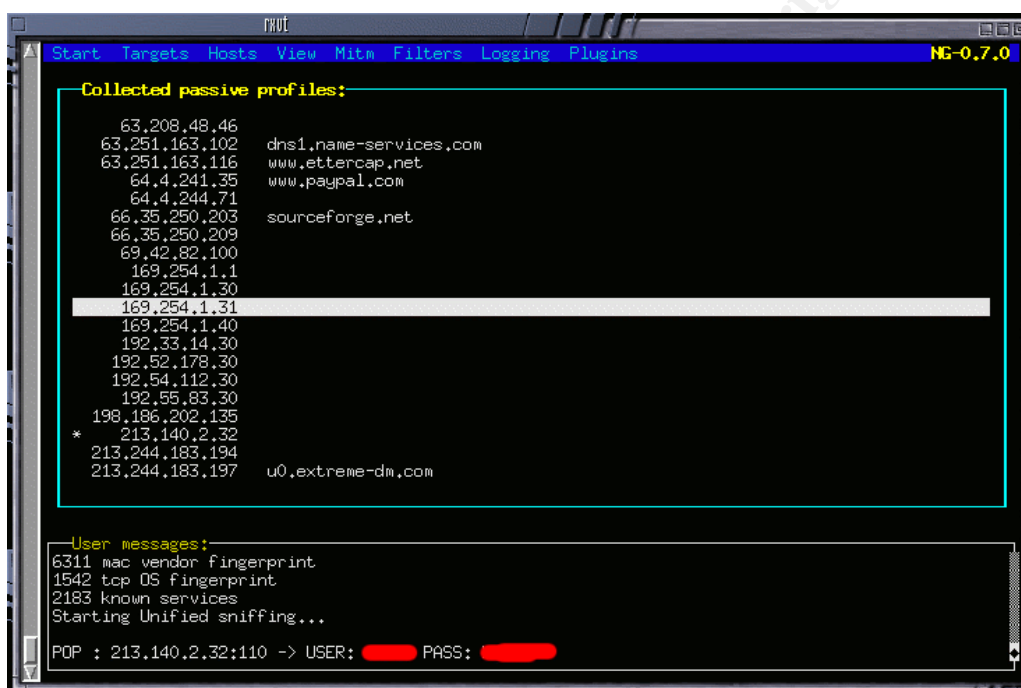 rxvt
Start Targets Hosts View Mitm Filters Logging Plugins NG-0.7.0
Collected passive profiles:
63.208.48.46
63.251.163.102 dns1.name-services.com
63.251.163.116 www.ettercap.net
64.4.241.35 www.paypal.com
64.4.244.71
66.35.250.203 sourceforge.net
66.35.250.209
69.42.82.100
169.254.1.1
169.254.1.30
169.254.1.31
169.254.1.40
192.33.14.30
192.52.178.30
192.54.112.30
192.55.83.30
198.186.202.135
* 213.140.2.32
213.244.183.194
213.244.183.197 u0.extreme-dm.com
User messages:
6311 mac vendor fingerprint
1542 tcp OS fingerprint
2183 known services
Starting Unified sniffing...
POP : 213.140.2.32:110 -> USER: PASS: